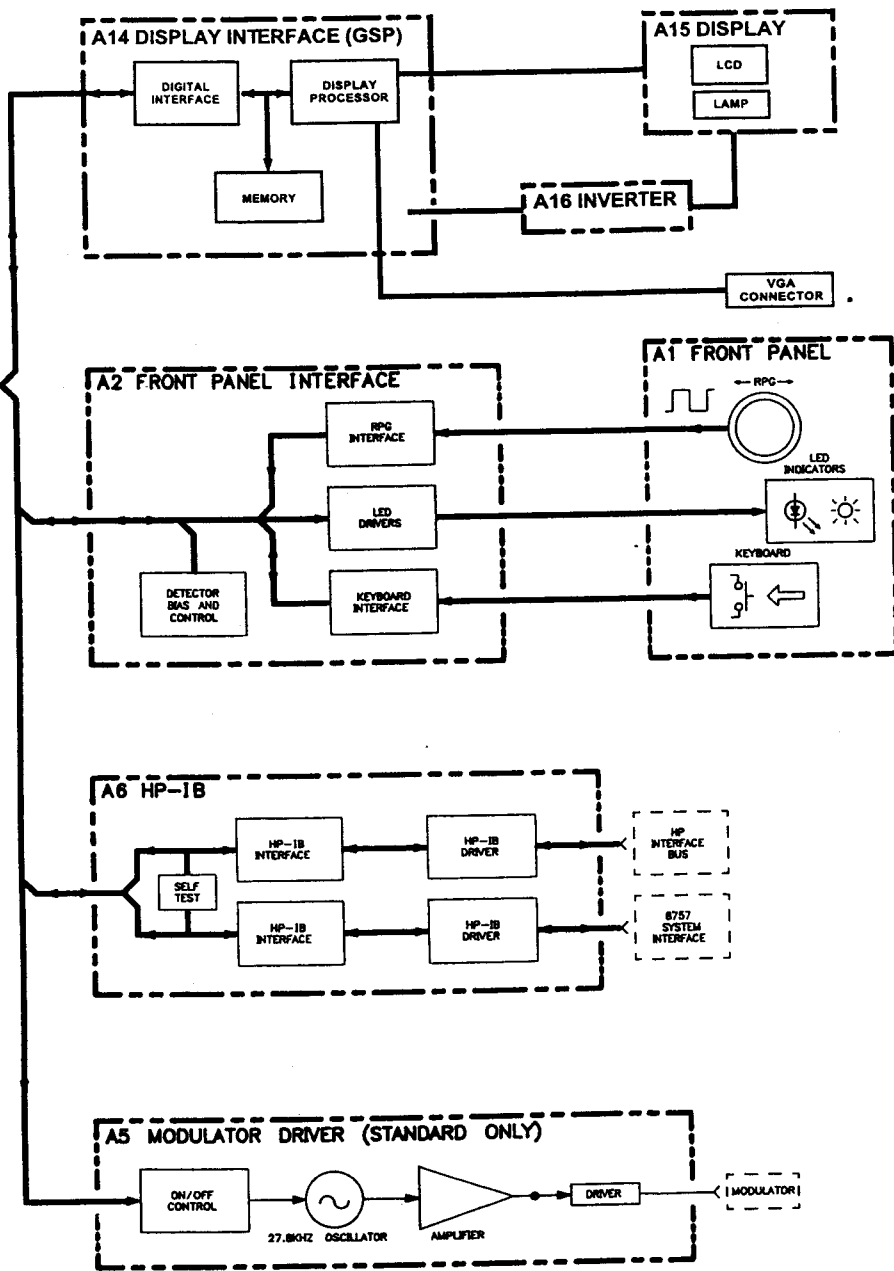 A14 DISPLAY INTERFACE (GSP)
DIGITAL
INTERFACE
DISPLAY
PROCESSOR
MEMORY
A15 DISPLAY
LCD
LAMP
A16 INVERTER
VGA
CONNECTOR
A2 FRONT PANEL INTERFACE
RPG
INTERFACE
LED
DRIVERS
DETECTOR
BIAS AND
CONTROL
KEYBOARD
INTERFACE
A1 FRONT PANEL
RPG
LED
INDICATORS
KEYBOARD
A6 HP-IB
HP-IB
INTERFACE
HP-IB
DRIVER
HP
INTERFACE
BUS
SELF
TEST
HP-IB
INTERFACE
HP-IB
DRIVER
8757
SYSTEM
INTERFACE
A5 MODULATOR DRIVER (STANDARD ONLY)
ON/OFF
CONTROL
27.8KHZ OSCILLATOR
AMPLIFIER
DRIVER
MODULATOR